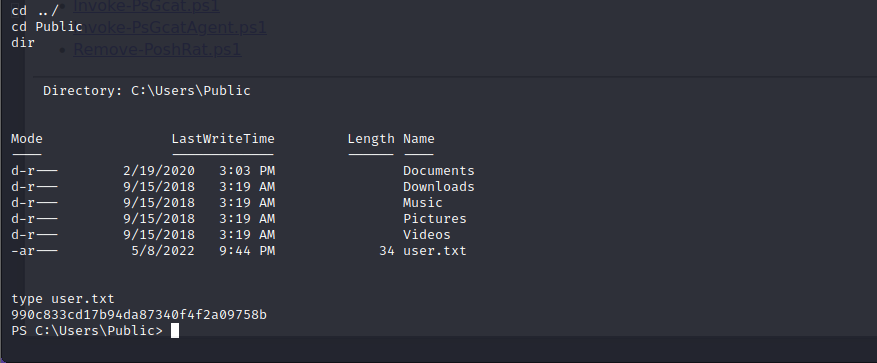 cd ../
Invoke-PsGcat.ps1
cd Public
Invoke-PsGcatAgent.ps1
dir
Remove-PoshRat.ps1
Directory: C:\Users\Public
Mode LastWriteTime Length Name
---- ------------- ------ ----
d-r--- 2/19/2020 3:03 PM Documents
d-r--- 9/15/2018 3:19 AM Downloads
d-r--- 9/15/2018 3:19 AM Music
d-r--- 9/15/2018 3:19 AM Pictures
d-r--- 9/15/2018 3:19 AM Videos
-ar--- 5/8/2022 9:44 PM 34 user.txt
type user.txt
990c833cd17b94da87340f4f2a09758b
PS C:\Users\Public>